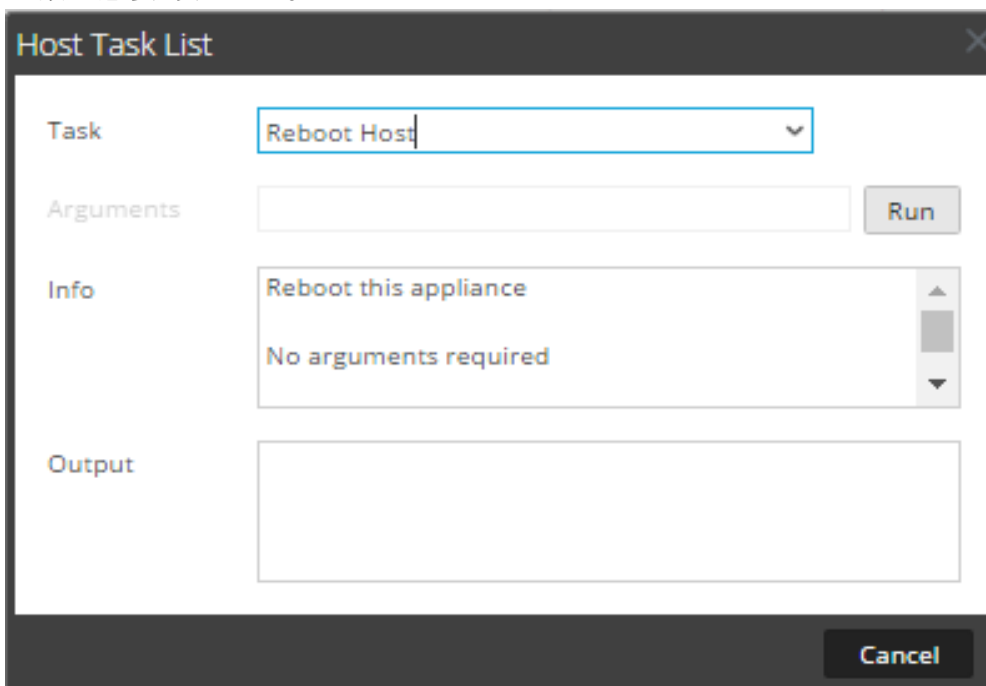 Host Task List
Task
Reboot Host
Arguments
Run
Info
Reboot this appliance
No arguments required
Output
Cancel